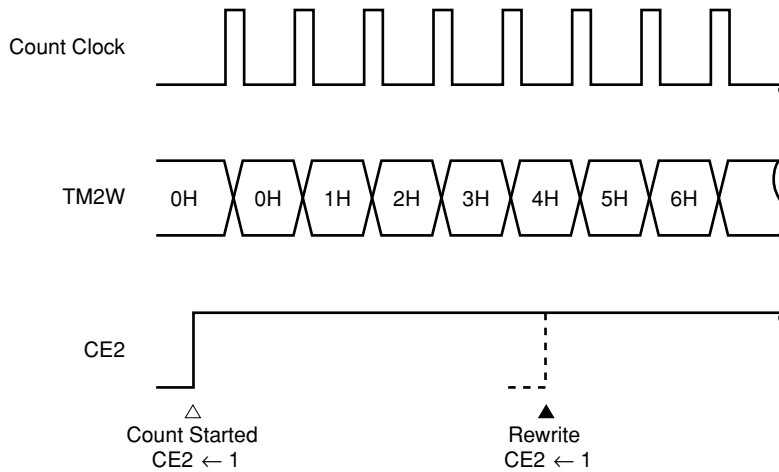 Count Clock
TM2W
0H 0H 1H 2H 3H 4H 5H 6H
CE2
Count Started
CE2 ← 1
Rewrite
CE2 ← 1